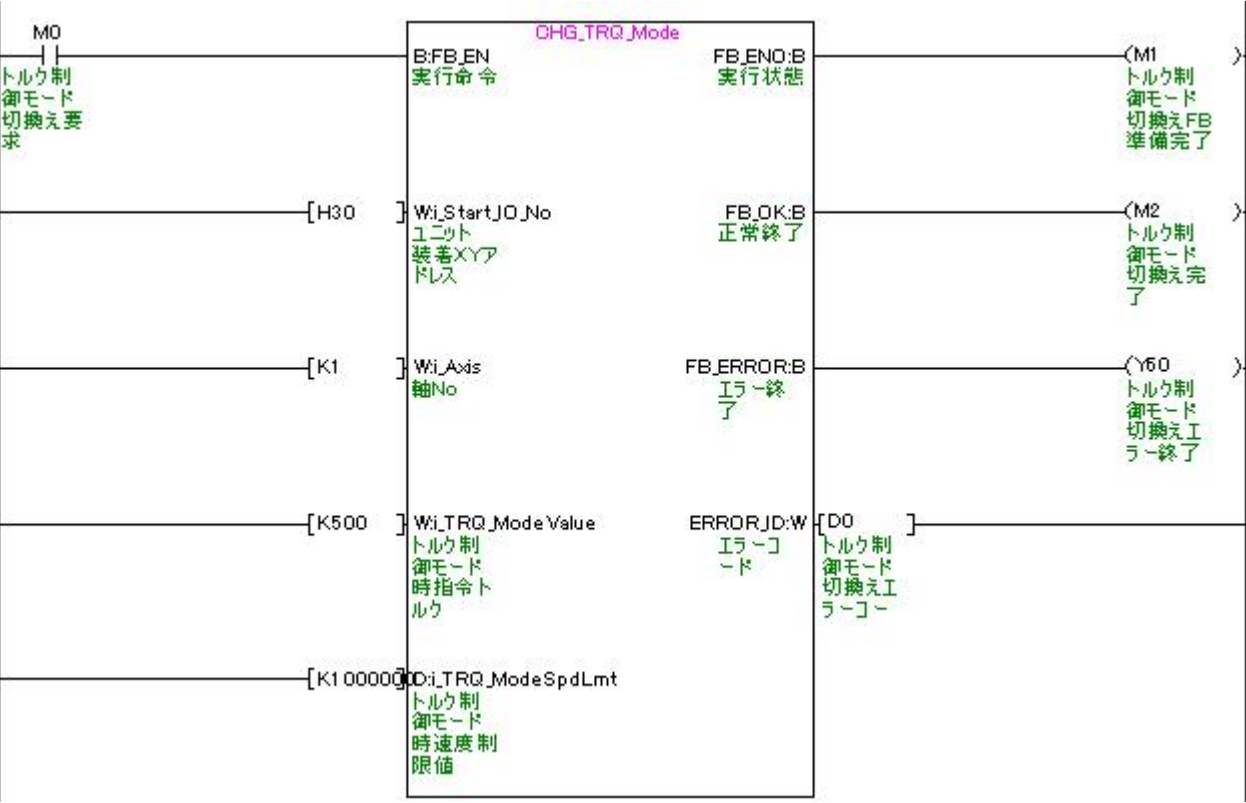 CHG_TRQ_Mode
M0
トルク制
御モード
切換え要
求
B:FB_EN
実行命令
FB_ENO:B
実行状態
(M1 )
トルク制
御モード
切換えFB
準備完了
[H30 ]
W:i_Start_IO_No
ユニット
装着XYア
ドレス
FB_OK:B
正常終了
(M2 )
トルク制
御モード
切換え完
了
[K1 ]
W:i_Axis
軸No
FB_ERROR:B
エラー終
了
(Y50 )
トルク制
御モード
切換えエ
ラー終了
[K500 ]
W:i_TRQ_ModeValue
トルク制
御モード
時指令ト
ルク
ERROR_ID:W
エラーコ
ード
[D0 ]
トルク制
御モード
切換えエ
ラーコー
[K1000000]
D:i_TRQ_ModeSpdLmt
トルク制
御モード
時速度制
限値